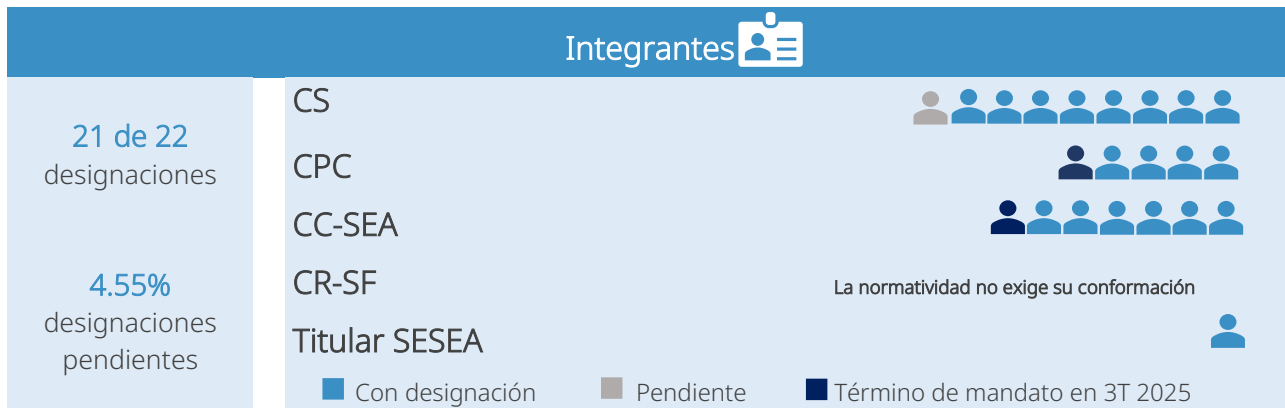 Integrantes
21 de 22
designaciones
4.55%
designaciones
pendientes
CS
CPC
CC-SEA
CR-SF
La normatividad no exige su conformación
Titular SESEA
Con designación
Pendiente
Término de mandato en 3T 2025